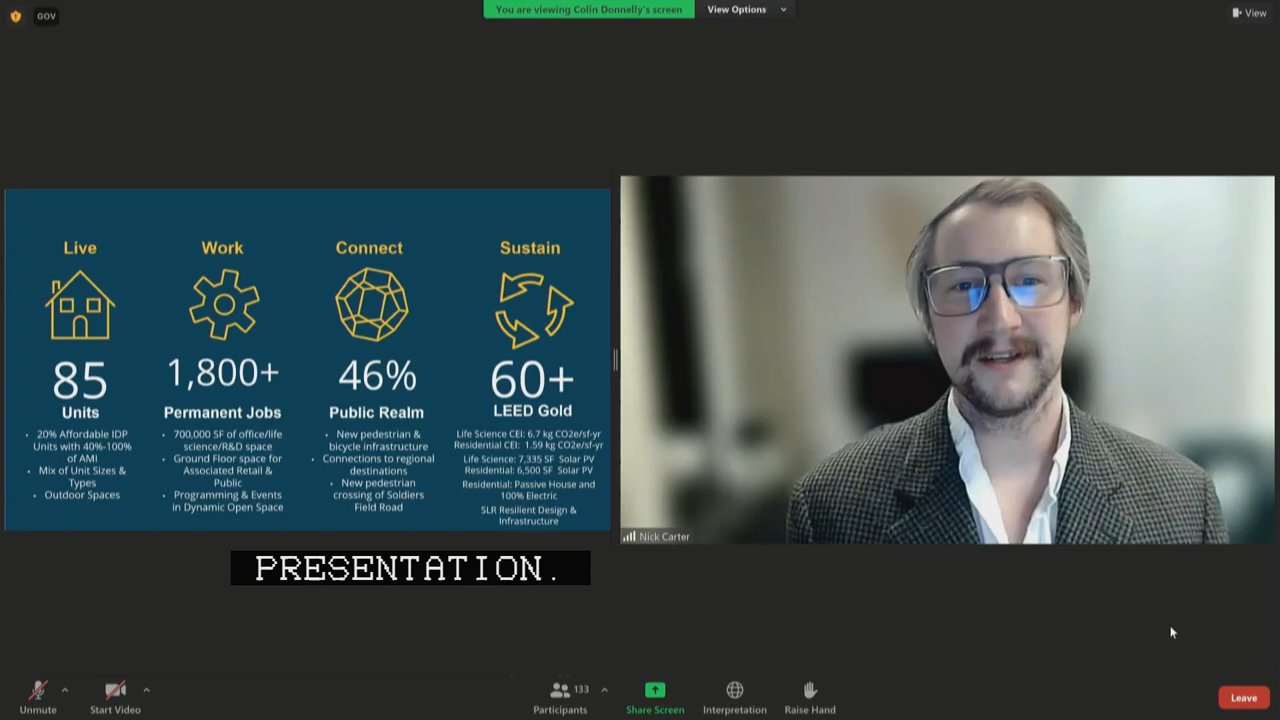 GOV
You are viewing Colin Donnelly's screen
View Options
View
Live
Work
Connect
Sustain
85
Units
20% Affordable IDP
Units with 40%-100%
of AMI
Mix of Unit Sizes &
Types
Outdoor Spaces
1,800+
Permanent Jobs
700,000 SF of office/life
science/R&D space
Ground Floor space for
Associated Retail &
Public
Programming & Events
in Dynamic Open Space
46%
Public Realm
New pedestrian &
bicycle infrastructure
Connections to regional
destinations
New pedestrian
crossing of Soldiers
Field Road
60+
LEED Gold
Life Science CEI: 6.7 kg CO2e/sf-yr
Residential CEI: 1.59 kg CO2e/sf-yr
Life Science: 7,335 SF Solar PV
Residential: 6,500 SF Solar PV
Residential: Passive House and
100% Electric
SLR Resilient Design &
Infrastructure
Nick Carter
PRESENTATION.
Unmute
Start Video
Participants
133
Share Screen
Interpretation
Raise Hand
Leave